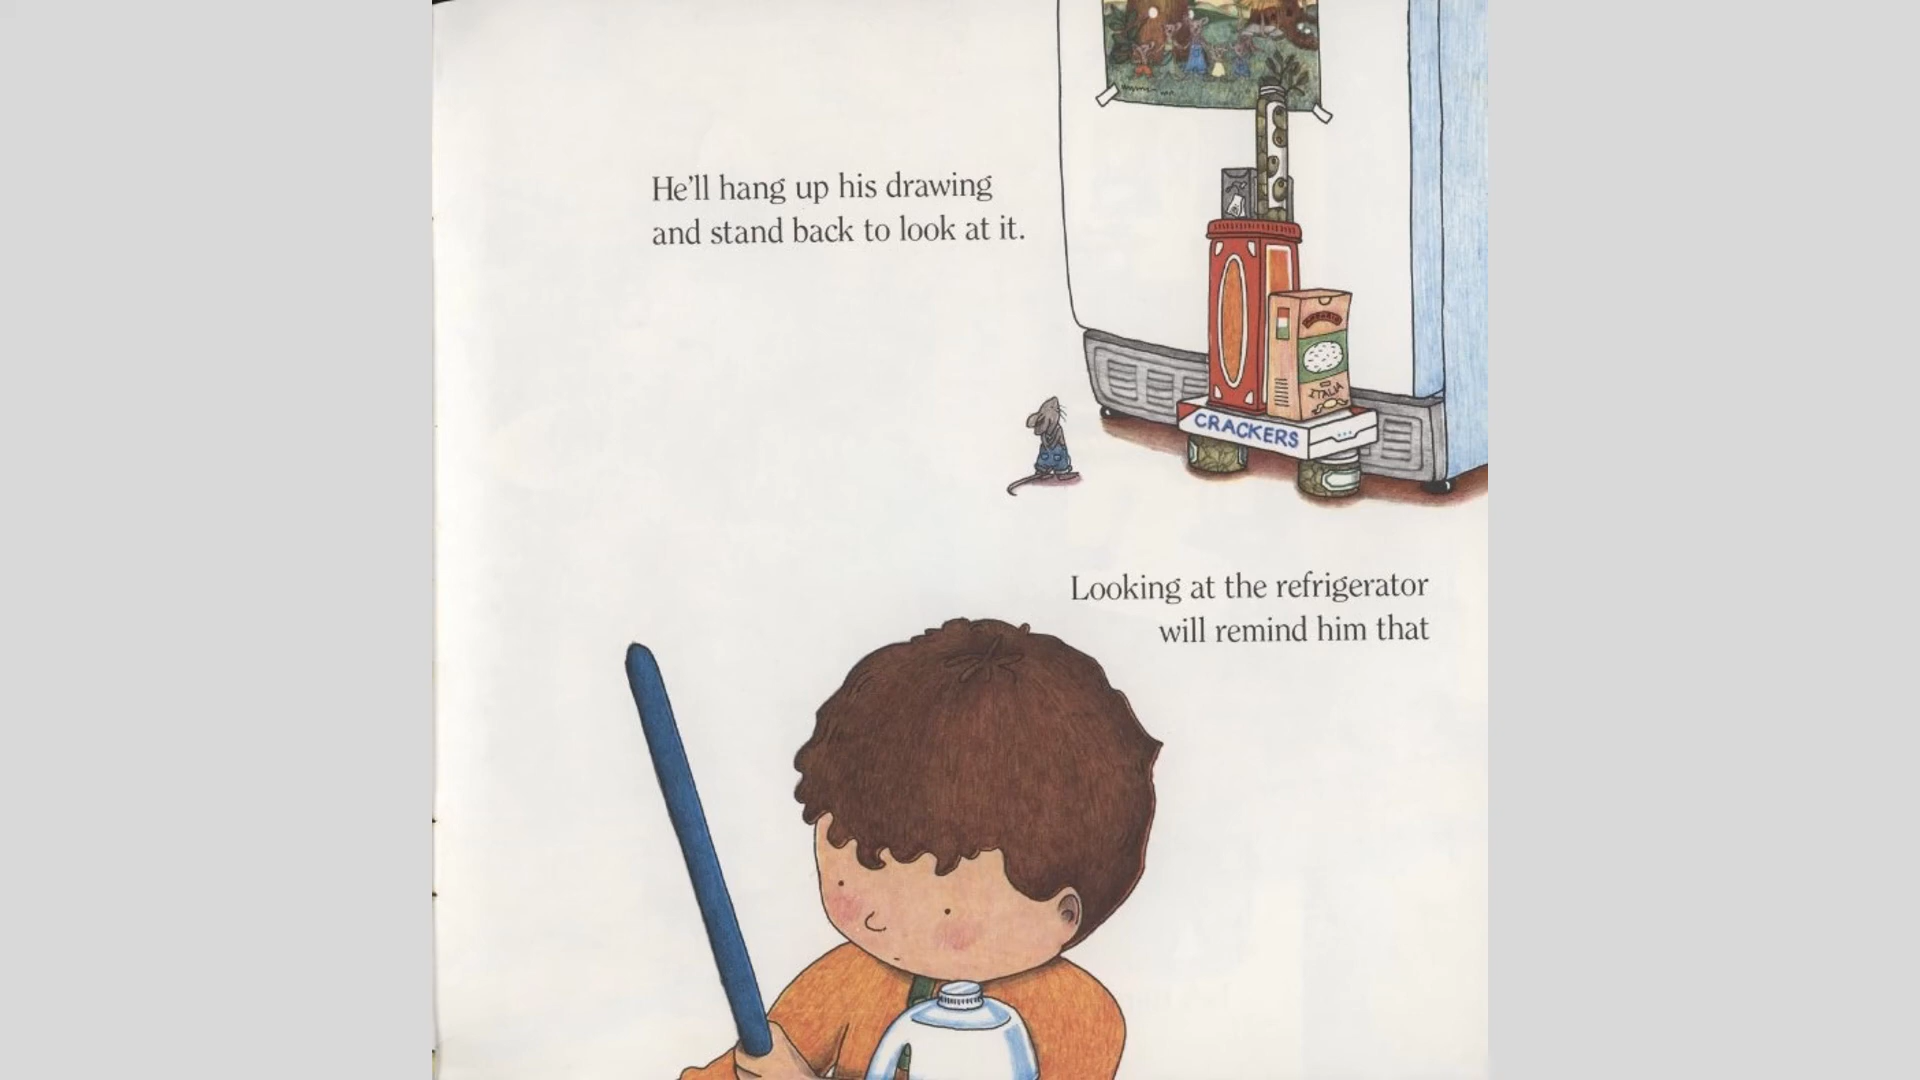 He'll hang up his drawing
and stand back to look at it.
CRACKERS
ITALIA
Looking at the refrigerator
will remind him that